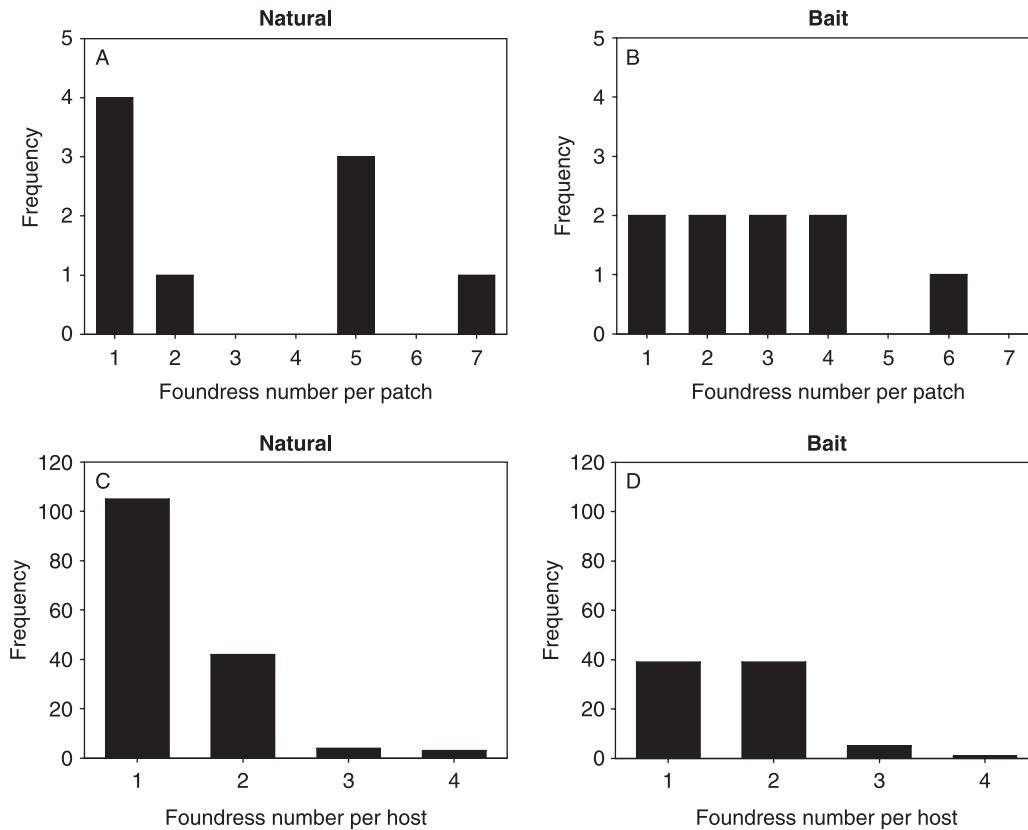 Natural
A
5
4
3
2
1
0
Frequency
1 2 3 4 5 6 7
Foundress number per patch
Bait
B
5
4
3
2
1
0
Frequency
1 2 3 4 5 6 7
Foundress number per patch
Natural
C
120
100
80
60
40
20
0
Frequency
1 2 3 4
Foundress number per host
Bait
D
120
100
80
60
40
20
0
Frequency
1 2 3 4
Foundress number per host